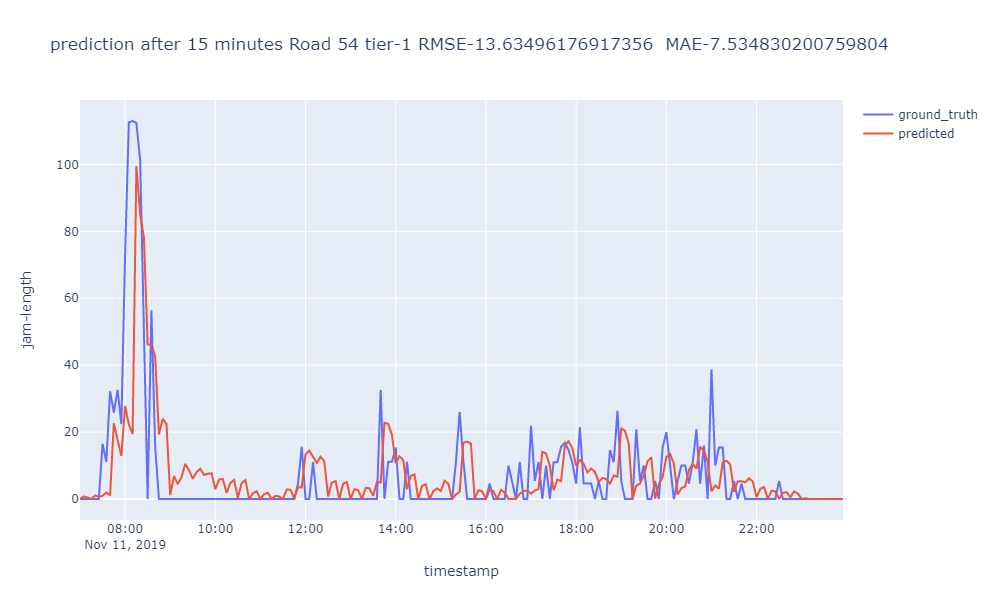 prediction after 15 minutes Road 54 tier-1 RMSE-13.63496176917356  MAE-7.534830200759804
ground_truth
predicted
jam-length
100
80
60
40
20
0
08:00 10:00 12:00 14:00 16:00 18:00 20:00 22:00
Nov 11, 2019
timestamp